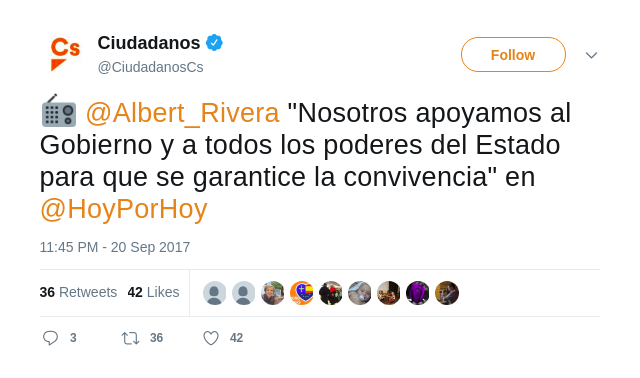 Cs
Ciudadanos
@CiudadanosCs
Follow
@Albert_Rivera "Nosotros apoyamos al
Gobierno y a todos los poderes del Estado
para que se garantice la convivencia" en
@HoyPorHoy
11:45 PM - 20 Sep 2017
36 Retweets 42 Likes
3 36 42